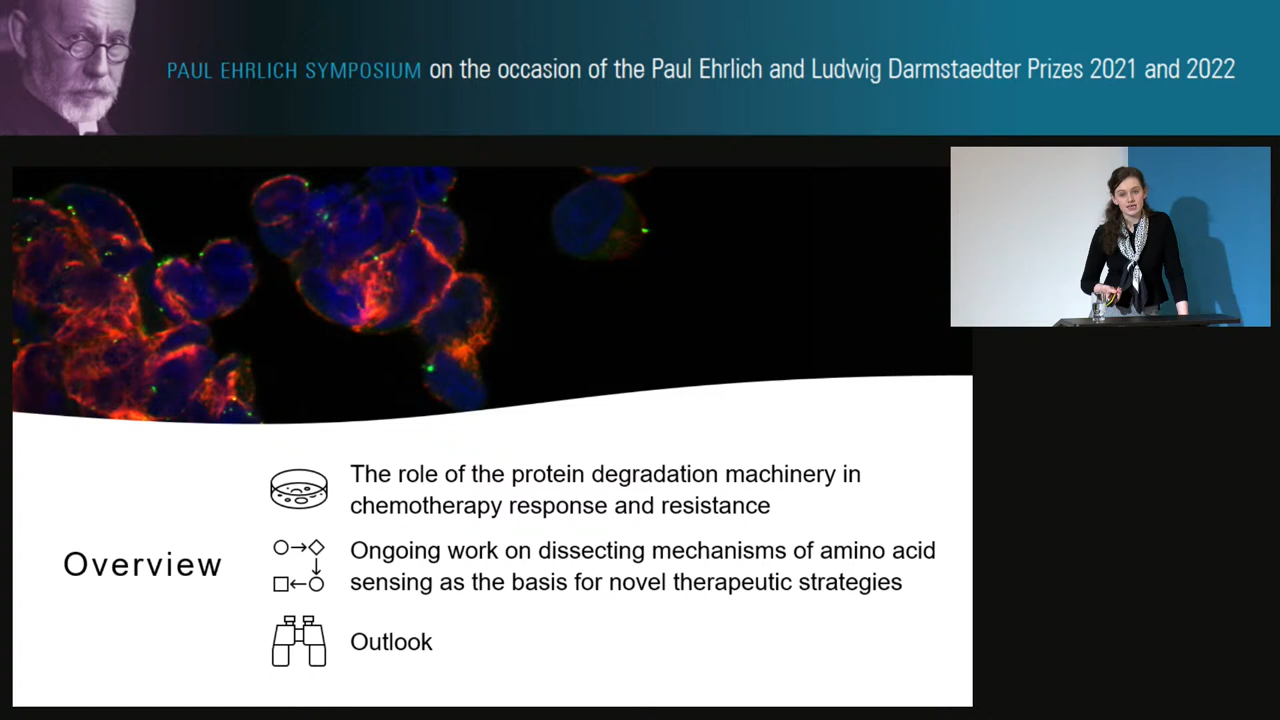 PAUL EHRLICH SYMPOSIUM on the occasion of the Paul Ehrlich and Ludwig Darmstaedter Prizes 2021 and 2022
The role of the protein degradation machinery in
chemotherapy response and resistance
Overview
Ongoing work on dissecting mechanisms of amino acid
sensing as the basis for novel therapeutic strategies
Outlook